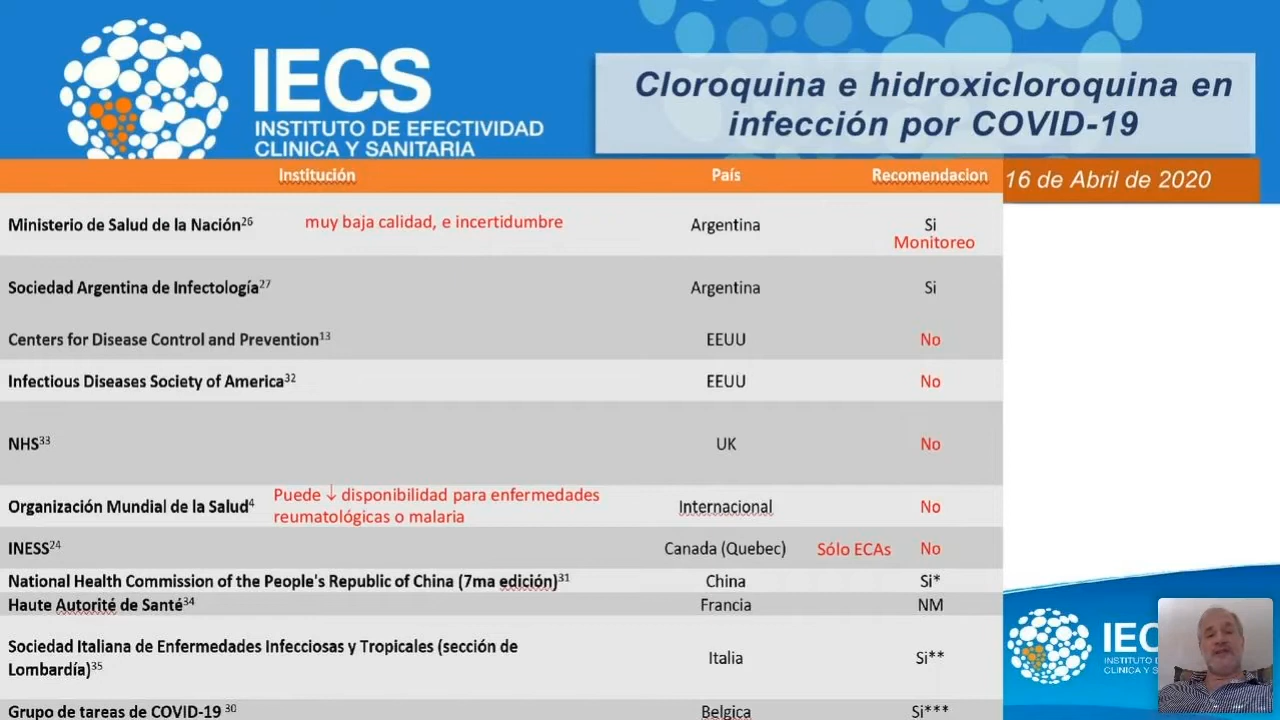 IECS
INSTITUTO DE EFECTIVIDAD
CLINICA Y SANITARIA
Cloroquina e hidroxicloroquina en
infección por COVID-19
16 de Abril de 2020
Institución País Recomendacion
Ministerio de Salud de la Nación26 muy baja calidad, e incertidumbre Argentina Si
Monitoreo
Sociedad Argentina de Infectología27 Argentina Si
Centers for Disease Control and Prevention13 EEUU No
Infectious Diseases Society of America32 EEUU No
NHS33 UK No
Organización Mundial de la Salud4 Puede ↓ disponibilidad para enfermedades
reumatológicas o malaria Internacional No
INESS24 Canada (Quebec) Sólo ECAs No
National Health Commission of the People's Republic of China (7ma edición)31 China Si*
Haute Autorité de Santé34 Francia NM
Sociedad Italiana de Enfermedades Infecciosas y Tropicales (sección de
Lombardía)35 Italia Si**
Grupo de tareas de COVID-19 30 Belgica Si***
IEC
INSTITUTO
CLINICA Y S